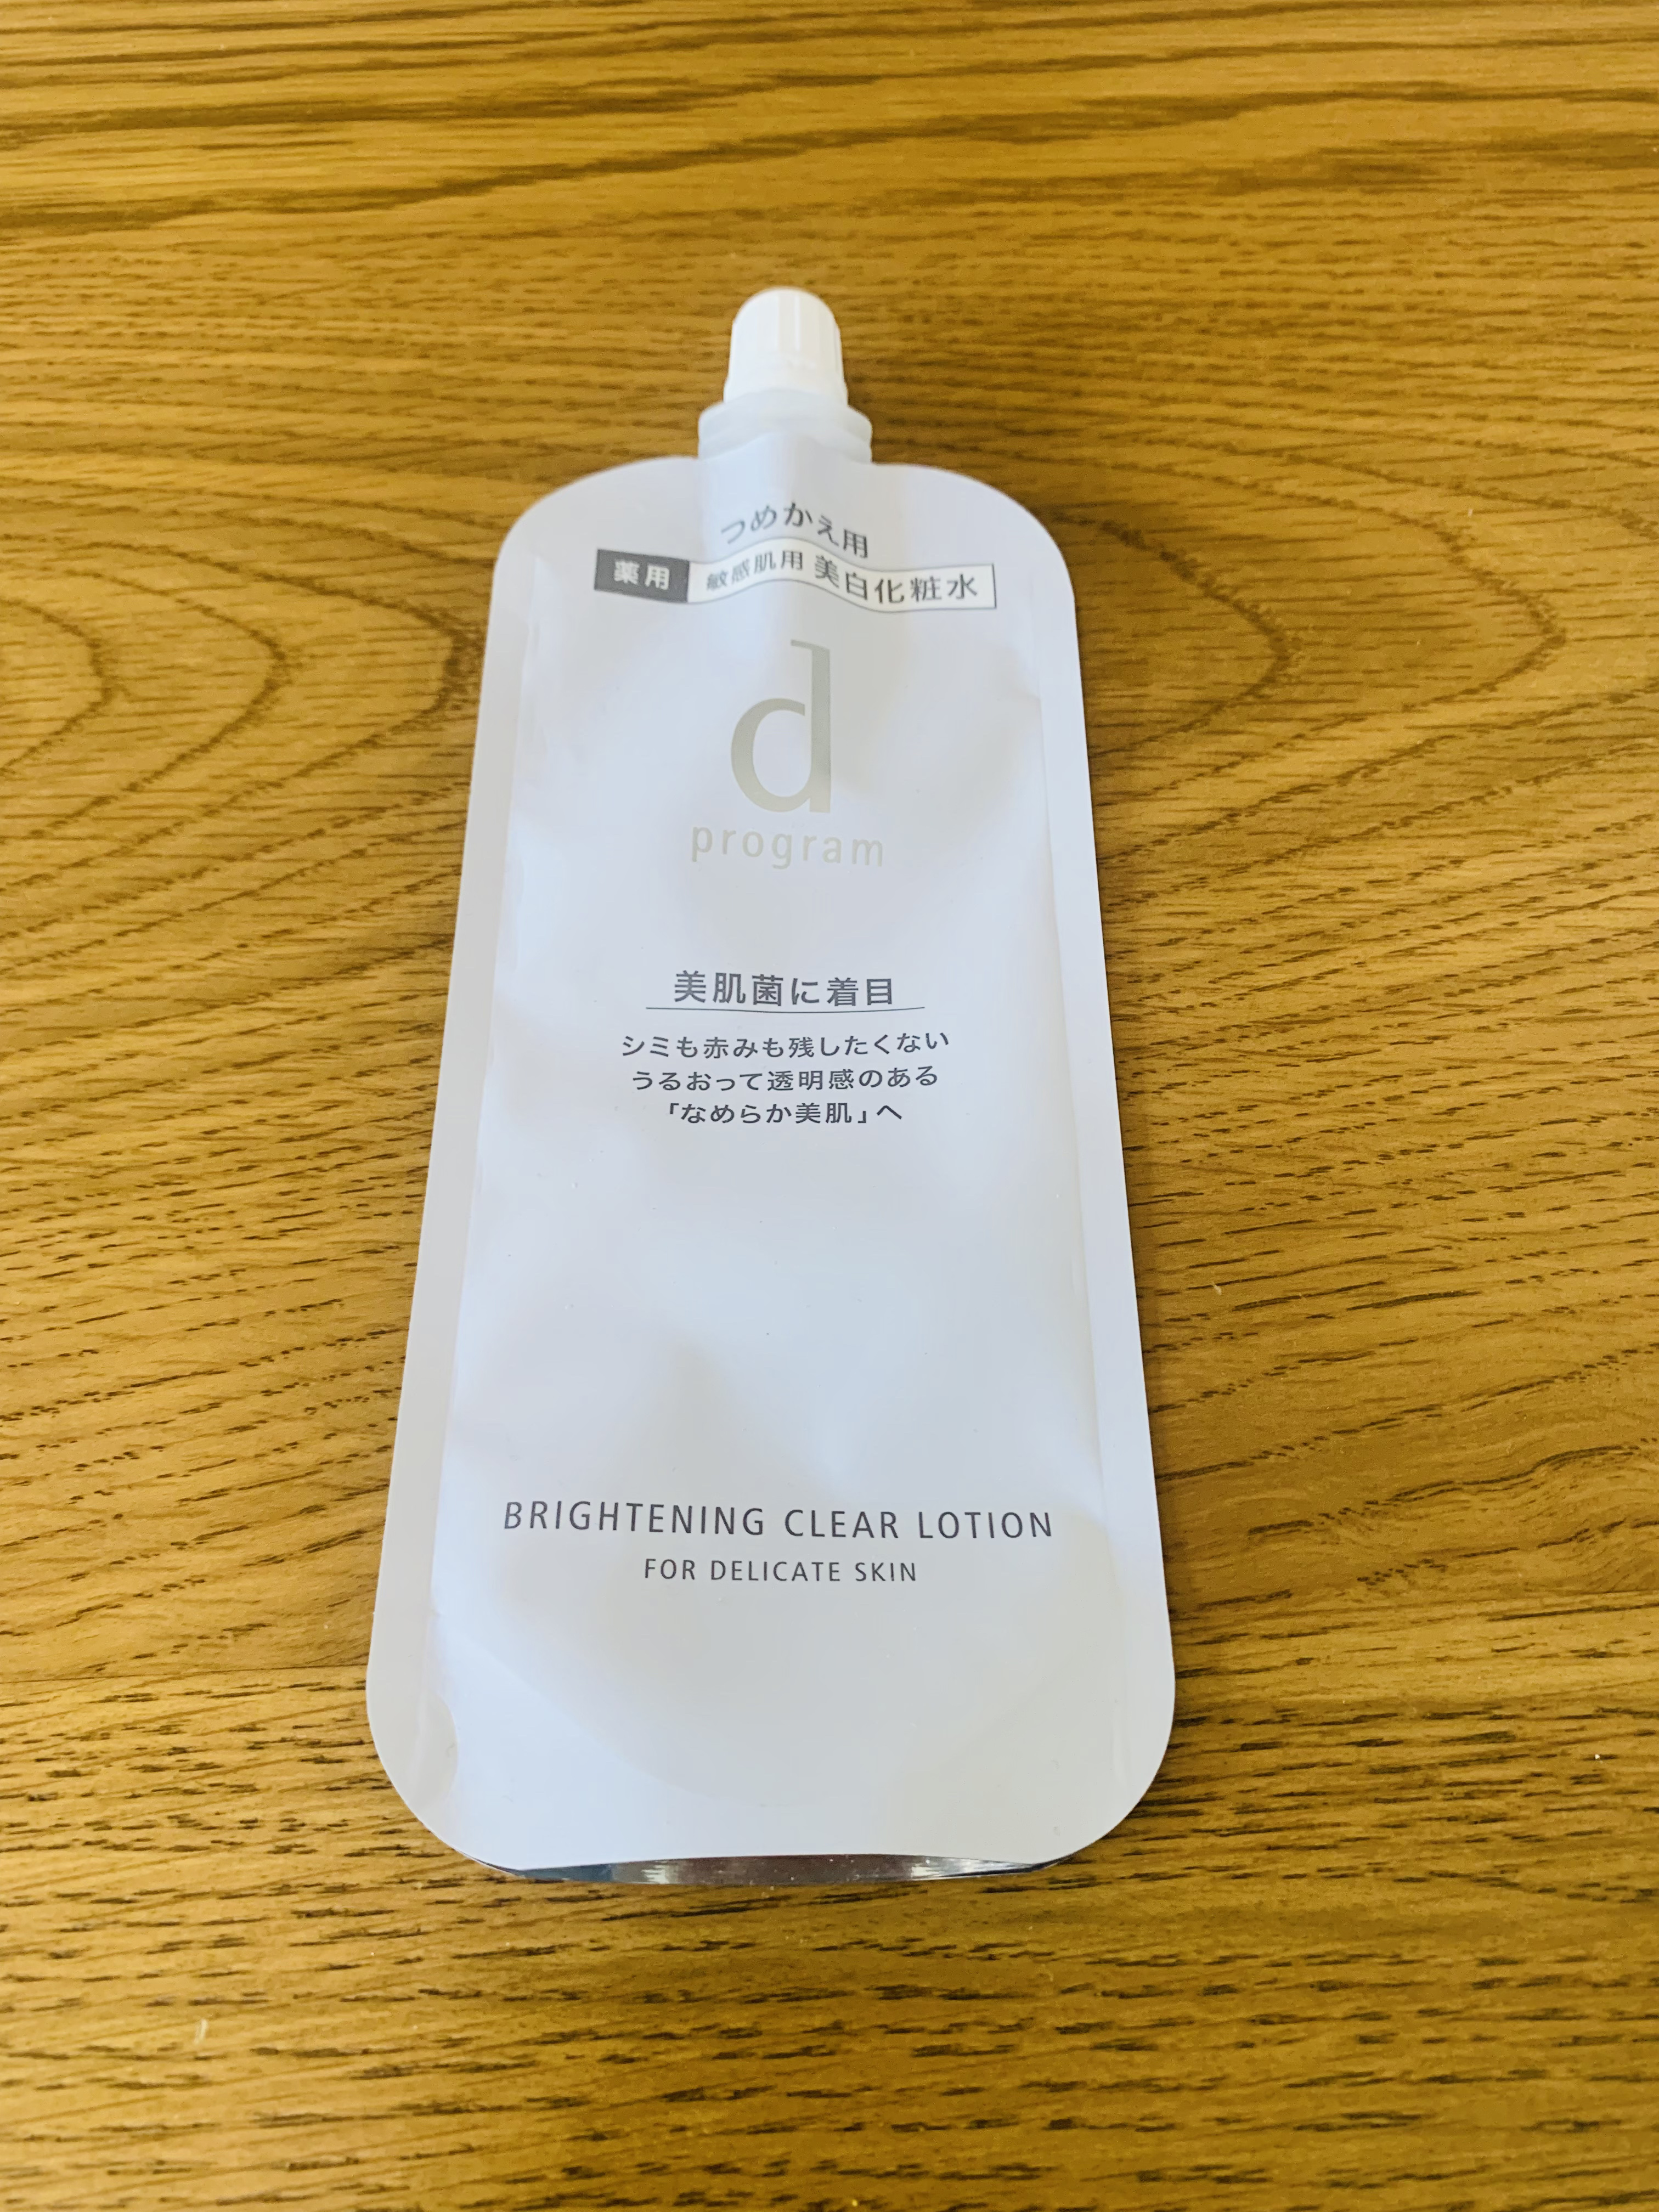 つめかえ用
薬用 敏感肌用 美白化粧水
d
program
美肌菌に着目
シミも赤みも残したくない
うるおって透明感のある
「なめらか美肌」へ
BRIGHTENING CLEAR LOTION
FOR DELICATE SKIN